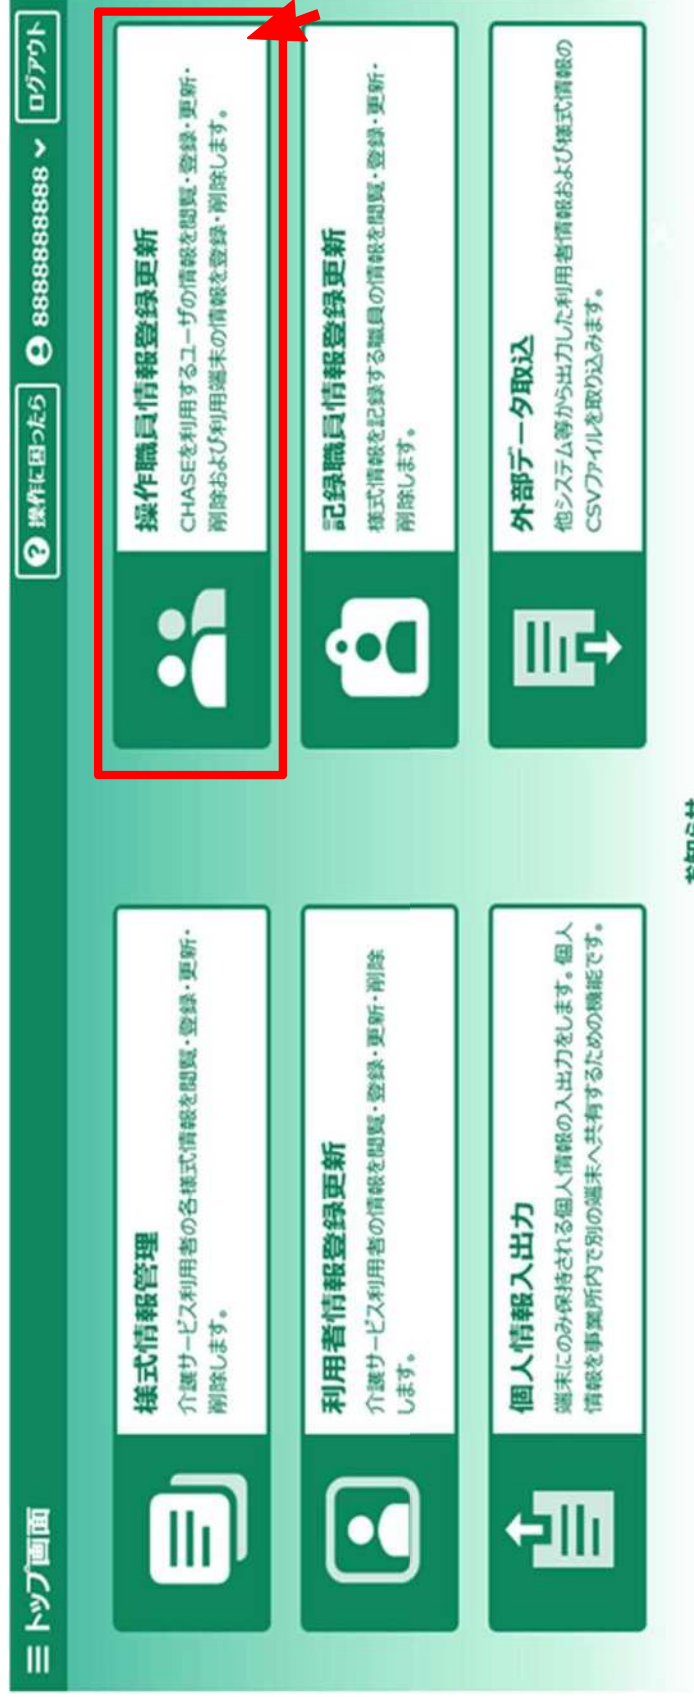 トップ画面
操作に困ったら
8888888888
ログアウト
様式情報管理
介護サービス利用者の各様式情報を閲覧・登録・更新・
削除します。
操作職員情報登録更新
CHASEを利用するユーザの情報を閲覧・登録・更新・
削除および利用端末の情報を登録・削除します。
利用者情報登録更新
介護サービス利用者の情報を閲覧・登録・更新・削除
します。
記録職員情報登録更新
様式情報を記録する職員の情報を閲覧・登録・更新・
削除します。
個人情報入出力
端末にのみ保持される個人情報の入出力をします。個人
情報を事業所内で別の端末へ共有するための機能です。
外部データ取込
他システム等から出力した利用者情報および様式情報の
CSVファイルを取り込みます。
お知らせ